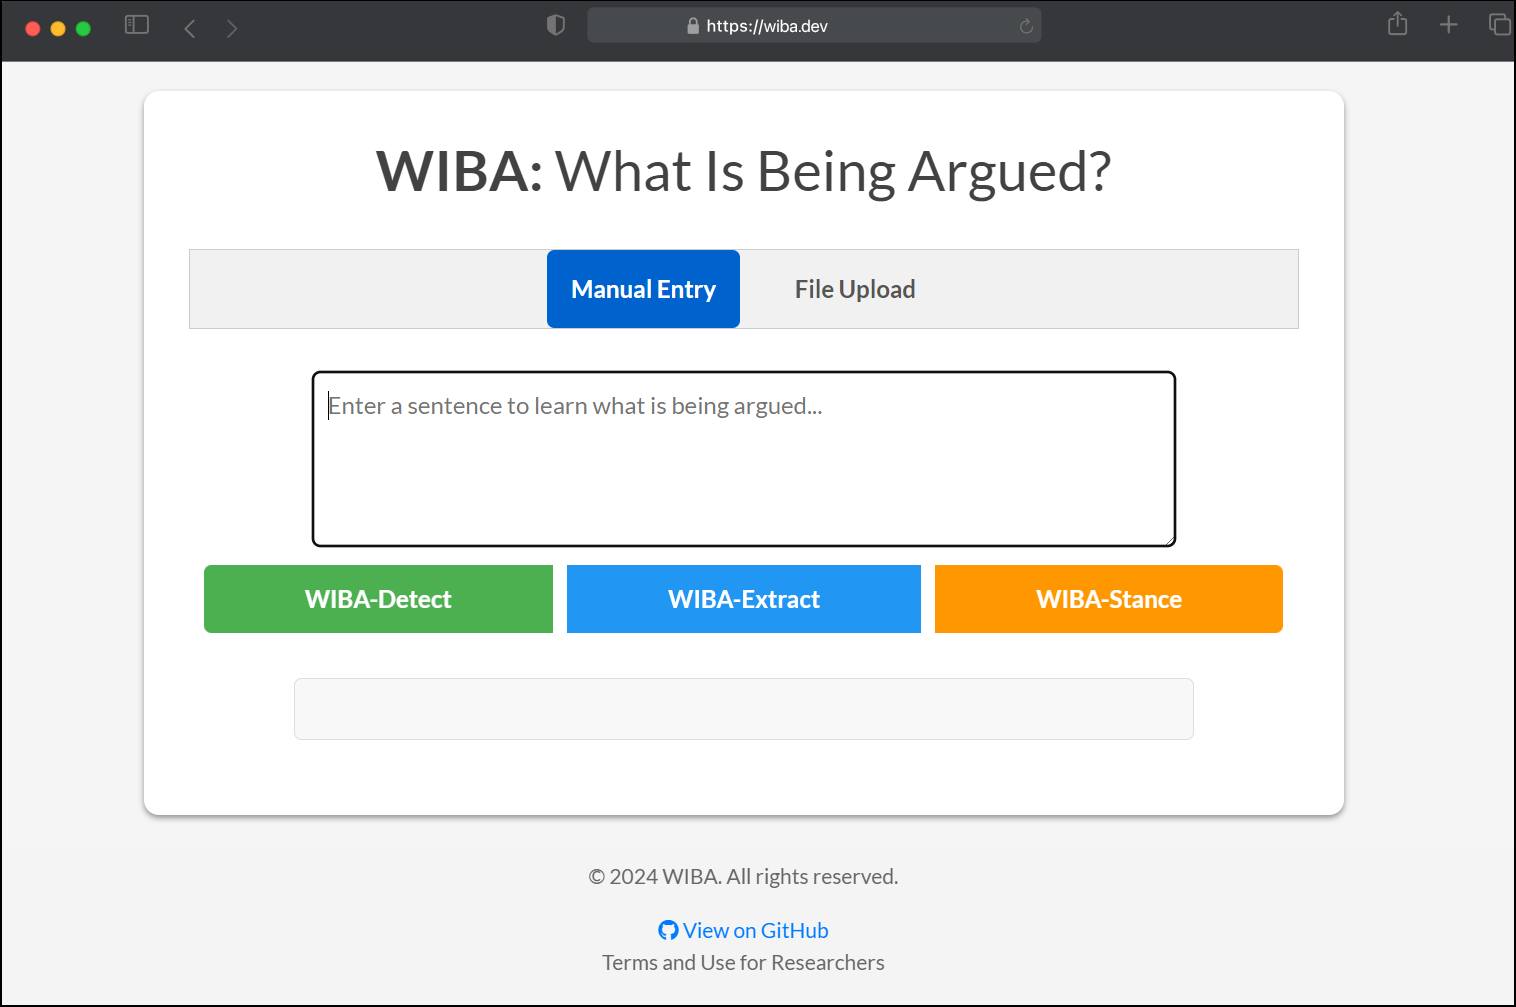 https://wiba.dev
WIBA: What Is Being Argued?
Manual Entry File Upload
Enter a sentence to learn what is being argued...
WIBA-Detect WIBA-Extract WIBA-Stance
© 2024 WIBA. All rights reserved.
View on GitHub
Terms and Use for Researchers